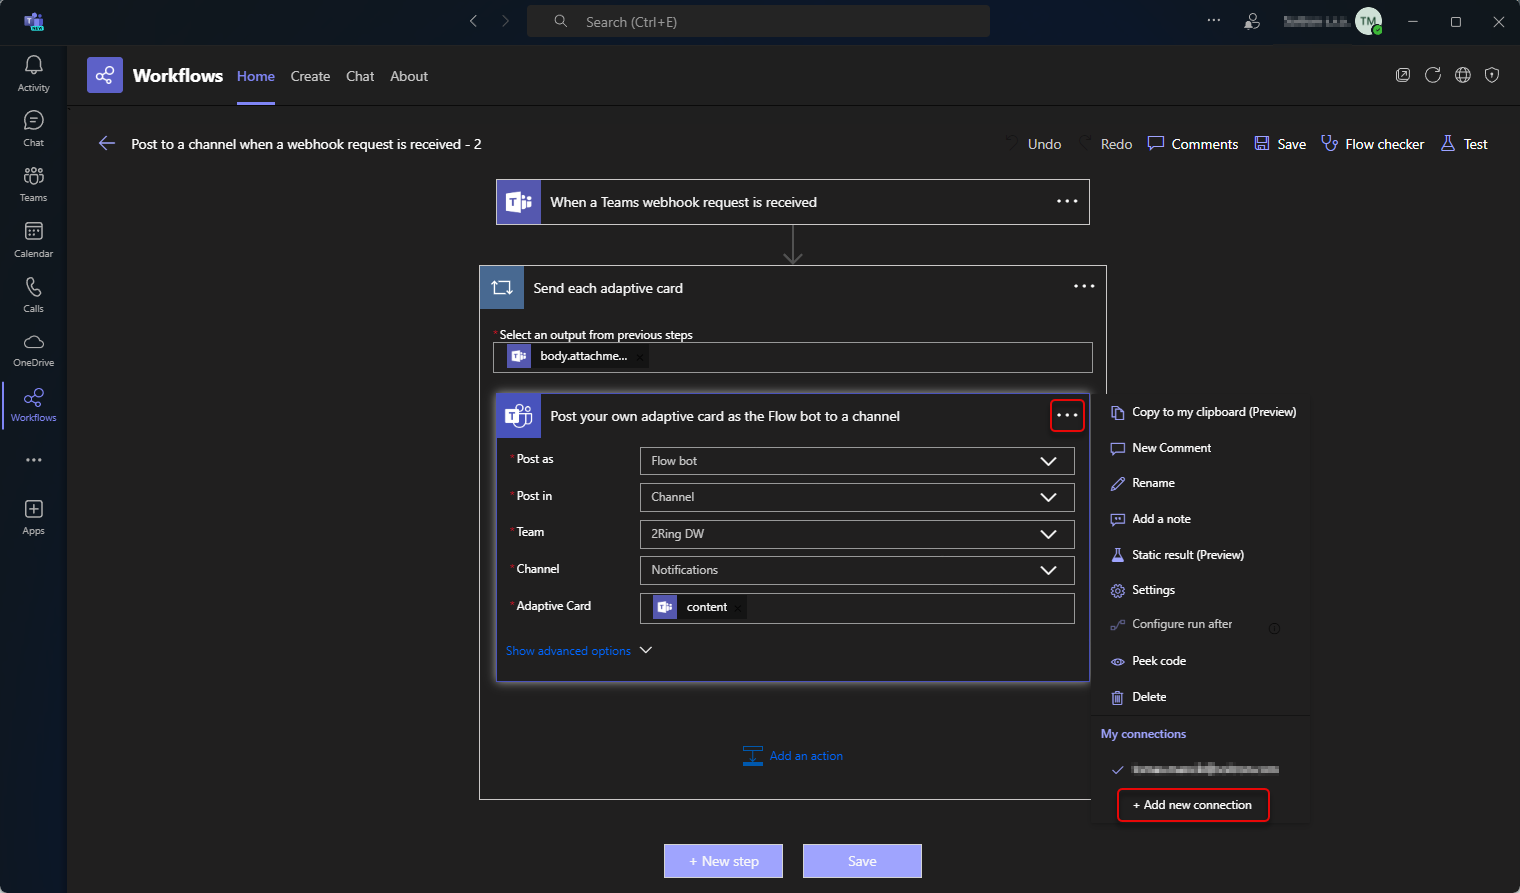 Search (Ctrl+E)
TM
Activity
Chat
Teams
Calendar
Calls
OneDrive
Workflows
Apps
Workflows Home Create Chat About
Post to a channel when a webhook request is received - 2
Undo Redo Comments Save Flow checker Test
When a Teams webhook request is received
Send each adaptive card
* Select an output from previous steps
body.attachme... ×
Post your own adaptive card as the Flow bot to a channel
* Post as Flow bot
* Post in Channel
* Team 2Ring DW
* Channel Notifications
* Adaptive Card content ×
Show advanced options
Add an action
+ New step Save
Copy to my clipboard (Preview)
New Comment
Rename
Add a note
Static result (Preview)
Settings
Configure run after
Peek code
Delete
My connections
+ Add new connection